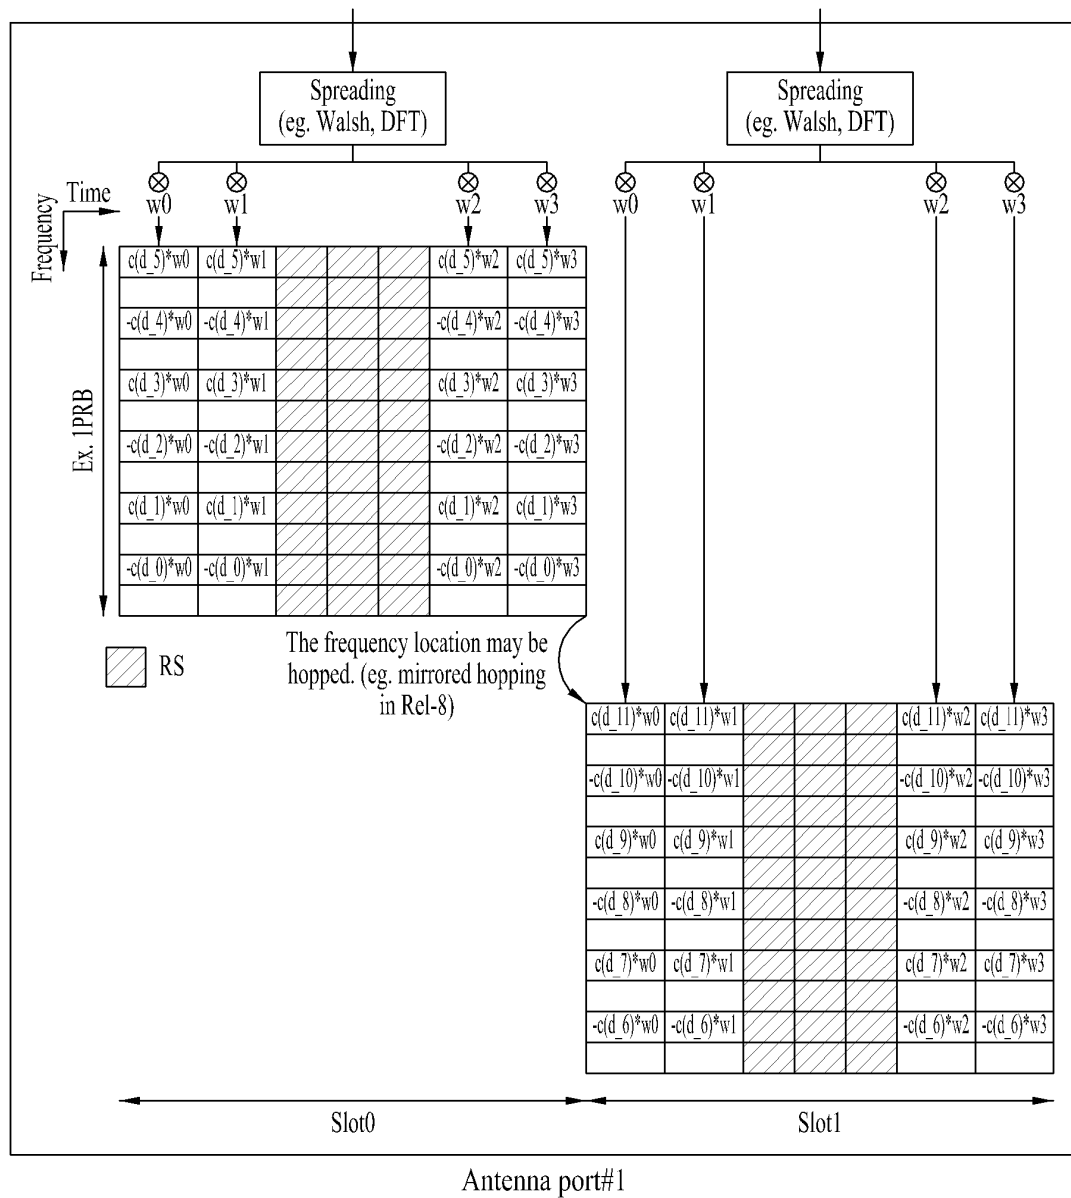 Spreading
(eg. Walsh, DFT)
Spreading
(eg. Walsh, DFT)
Time
Frequency
w0 w1 w2 w3 w0 w1 w2 w3
Ex. 1PRB
c(d_5)*w0 c(d_5)*w1 c(d_5)*w2 c(d_5)*w3
-c(d_4)*w0 -c(d_4)*w1 -c(d_4)*w2 -c(d_4)*w3
c(d_3)*w0 c(d_3)*w1 c(d_3)*w2 c(d_3)*w3
-c(d_2)*w0 -c(d_2)*w1 -c(d_2)*w2 -c(d_2)*w3
c(d_1)*w0 c(d_1)*w1 c(d_1)*w2 c(d_1)*w3
-c(d_0)*w0 -c(d_0)*w1 -c(d_0)*w2 -c(d_0)*w3
RS
The frequency location may be
hopped. (eg. mirrored hopping
in Rel-8)
c(d_11)*w0 c(d_11)*w1 c(d_11)*w2 c(d_11)*w3
-c(d_10)*w0 -c(d_10)*w1 -c(d_10)*w2 -c(d_10)*w3
c(d_9)*w0 c(d_9)*w1 c(d_9)*w2 c(d_9)*w3
-c(d_8)*w0 -c(d_8)*w1 -c(d_8)*w2 -c(d_8)*w3
c(d_7)*w0 c(d_7)*w1 c(d_7)*w2 c(d_7)*w3
-c(d_6)*w0 -c(d_6)*w1 -c(d_6)*w2 -c(d_6)*w3
Slot0 Slot1
Antenna port#1